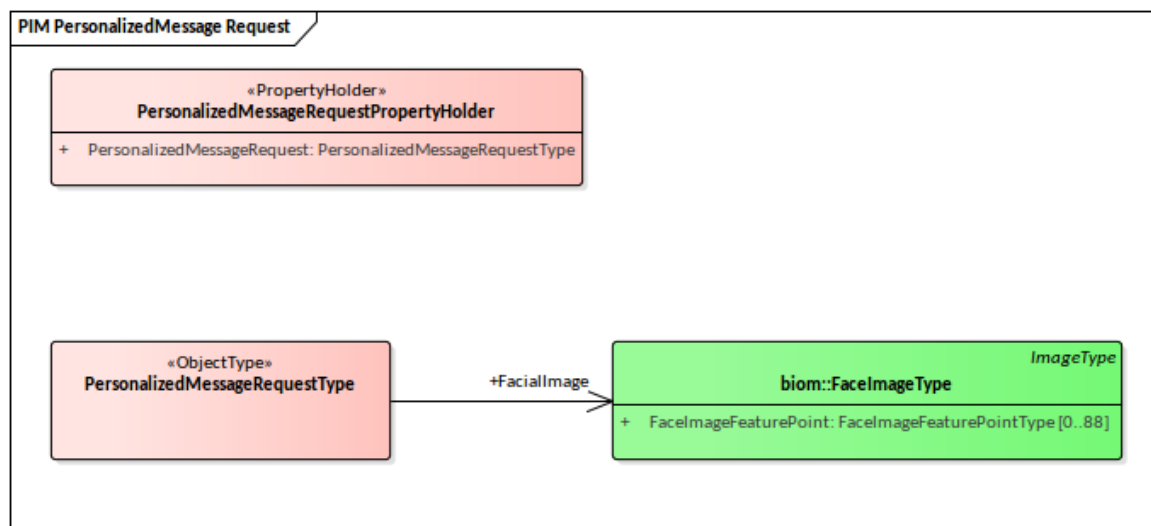 PIM PersonalizedMessage Request
«PropertyHolder»
PersonalizedMessageRequestPropertyHolder
+ PersonalizedMessageRequest: PersonalizedMessageRequestType
«ObjectType»
PersonalizedMessageRequestType
+FacialImage
ImageType
biom::FaceImageType
+ FaceImageFeaturePoint: FaceImageFeaturePointType [0..88]